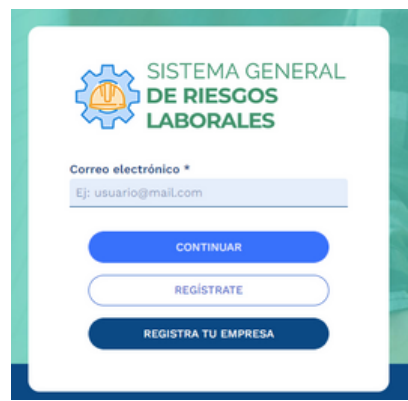 SISTEMA GENERAL
DE RIESGOS
LABORALES
Correo electrónico *
Ej: usuario@mail.com
CONTINUAR
REGÍSTRATE
REGISTRA TU EMPRESA